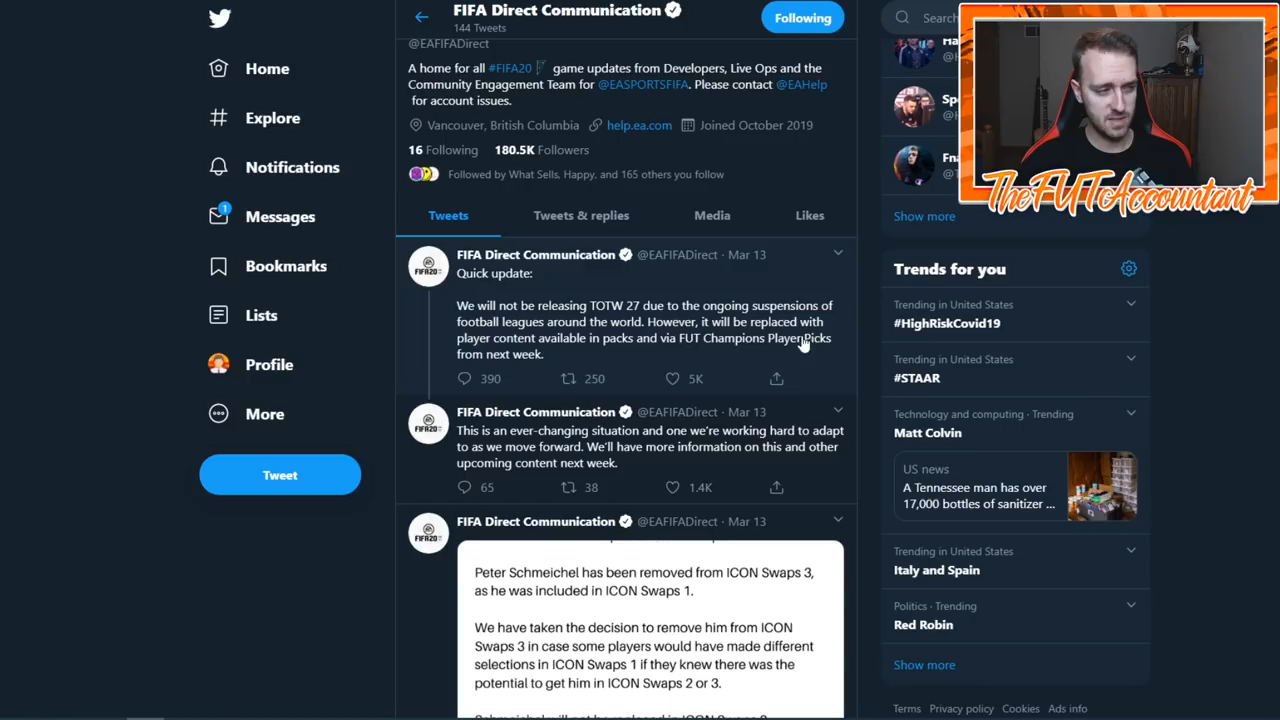 FIFA Direct Communication
144 Tweets
Following
Search
@EAFIFADirect
A home for all #FIFA20 game updates from Developers, Live Ops and the
Community Engagement Team for @EASPORTSFIFA. Please contact @EAHelp
for account issues.
Vancouver, British Columbia help.ea.com Joined October 2019
16 Following 180.5K Followers
Followed by What Sells, Happy, and 165 others you follow
Tweets Tweets & replies Media Likes
Home
Explore
Notifications
1
Messages
Bookmarks
Lists
Profile
More
Tweet
FIFA Direct Communication @EAFIFADirect · Mar 13
Quick update:
We will not be releasing TOTW 27 due to the ongoing suspensions of
football leagues around the world. However, it will be replaced with
player content available in packs and via FUT Champions Player Picks
from next week.
390 250 5K
FIFA Direct Communication @EAFIFADirect · Mar 13
This is an ever-changing situation and one we're working hard to adapt
to as we move forward. We'll have more information on this and other
upcoming content next week.
65 38 1.4K
FIFA Direct Communication @EAFIFADirect · Mar 13
Peter Schmeichel has been removed from ICON Swaps 3,
as he was included in ICON Swaps 1.
We have taken the decision to remove him from ICON
Swaps 3 in case some players would have made different
selections in ICON Swaps 1 if they knew there was the
potential to get him in ICON Swaps 2 or 3.
TheFUTAccountant
Show more
Trends for you
Trending in United States
#HighRiskCovid19
Trending in United States
#STAAR
Technology and computing · Trending
Matt Colvin
US news
A Tennessee man has over
17,000 bottles of sanitizer ...
Trending in United States
Italy and Spain
Politics · Trending
Red Robin
Show more
Terms Privacy policy Cookies Ads info